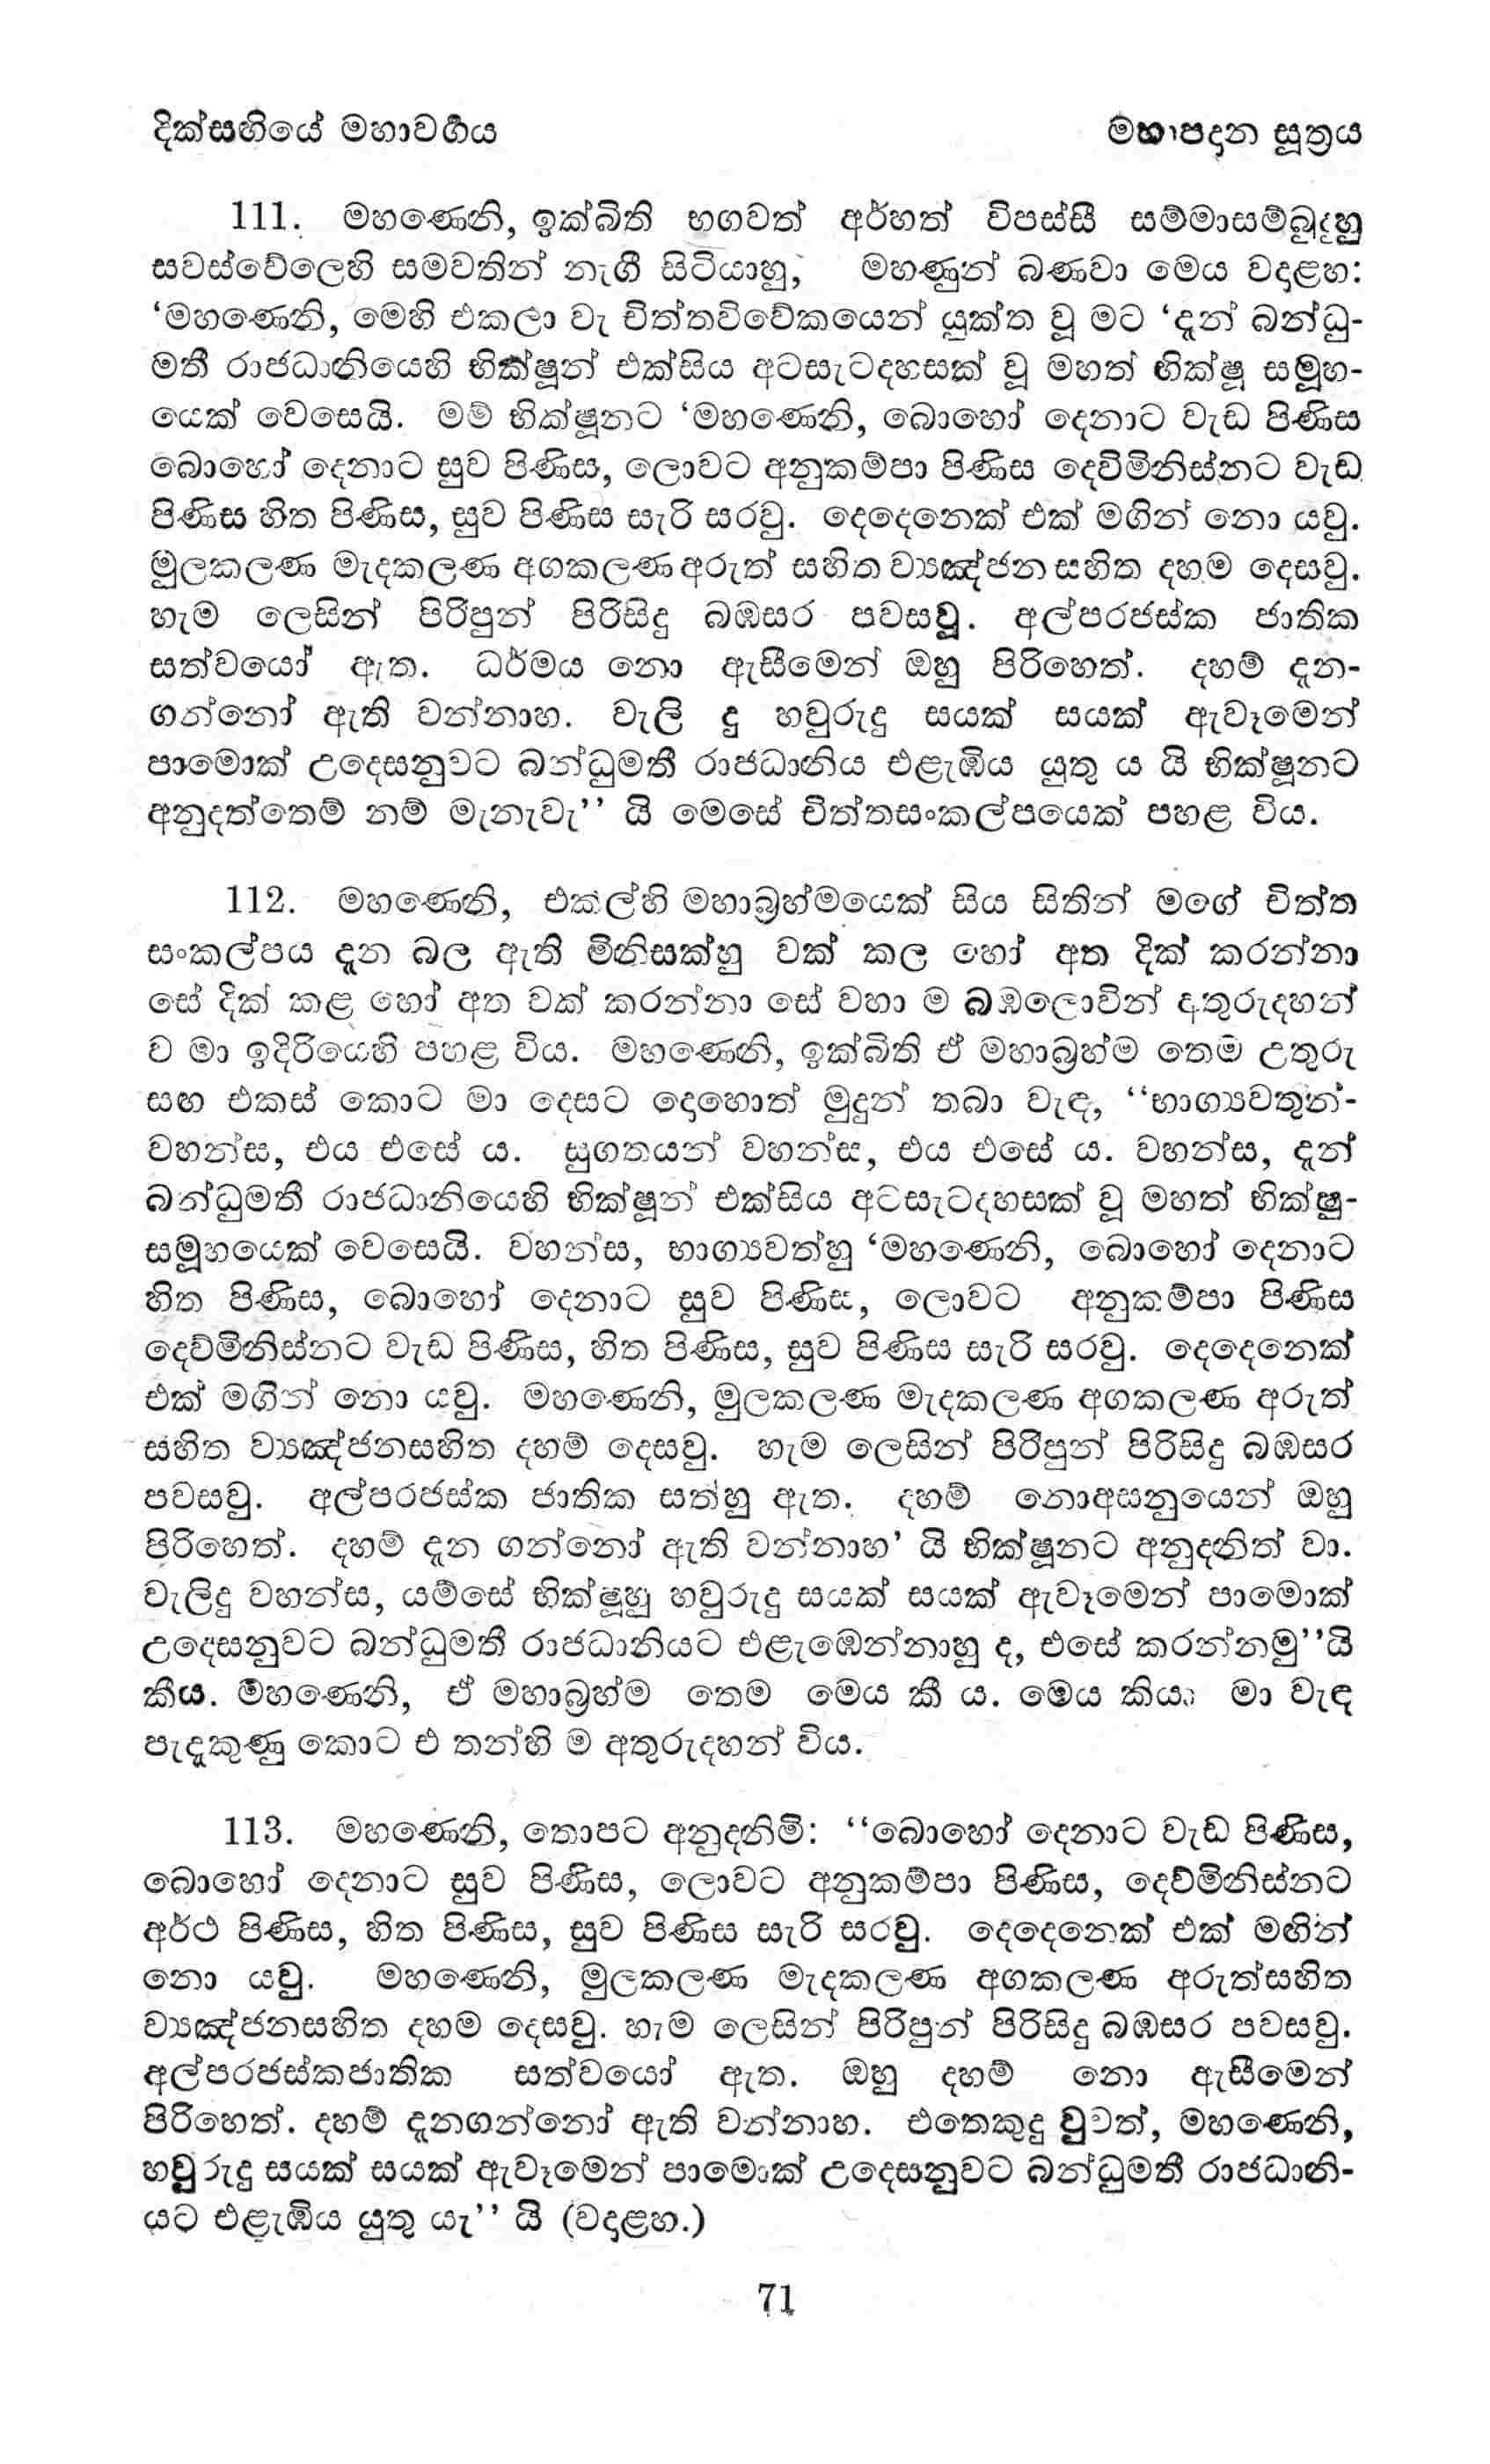 දික්සඟියේ මහාවර්‍ගය
මහාපදාන සූත්‍රය
111. මහණෙනි, ඉක්බිති භගවත් අර්හත් විපස්සී සම්මාසම්බුදුහු
සවස්වේලෙහි සමවතින් නැගී සිටියාහු, මහණුන් බණවා මෙය වදාළහ:
‘මහණෙනි, මෙහි එකලා වැ චිත්තවිවේකයෙන් යුක්ත වූ මට ‘දැන් බන්ධු-
මතී රාජධානියෙහි භික්ෂූන් එක්සිය අටසැටදහසක් වූ මහත් භික්ෂූ සමූහ-
යෙක් වෙසෙයි. මම් භික්ෂූනට ‘මහණෙනි, බොහෝ දෙනාට වැඩ පිණිස
බොහෝ දෙනාට සුව පිණිස, ලොවට අනුකම්පා පිණිස දෙවිමිනිස්නට වැඩ
පිණිස හිත පිණිස, සුව පිණිස සැරි සරවු. දෙදෙනෙක් එක් මගින් නො යවු.
මුලකලණ මැදකලණ අගකලණ අරුත් සහිත ව්‍යඤ්ජන සහිත දහම දෙසවු.
හැම ලෙසින් පිරිපුන් පිරිසිදු බඹසර පවසවූ. අල්පරජස්ක ජාතික
සත්වයෝ ඇත. ධර්මය නො ඇසීමෙන් ඔහු පිරිහෙත්. දහම් දැන-
ගන්නෝ ඇති වන්නාහ. වැලි දු හවුරුදු සයක් සයක් ඇවෑමෙන්
පාමොක් උදෙසනුවට බන්ධුමතී රාජධානිය එළැඹිය යුතු ය යි භික්ෂූනට
අනුදත්තෙම් නම් මැනැවැ’’ යි මෙසේ චිත්තසංකල්පයෙක් පහළ විය.
112. මහණෙනි, එකල්හි මහාබ්‍රහ්මයෙක් සිය සිතින් මගේ චිත්ත
සංකල්පය දැන බල ඇති මිනිසක්හු වක් කල හෝ අත දික් කරන්නා
සේ දික් කළ හෝ අත වක් කරන්නා සේ වහා ම බඹලොවින් අතුරුදහන්
ව මා ඉදිරියෙහි පහළ විය. මහණෙනි, ඉක්බිති ඒ මහාබ්‍රහ්ම තෙම උතුරු
සඟ එකස් කොට මා දෙසට දොහොත් මුදුන් තබා වැඳ, ‘‘භාග්‍යවතුන්-
වහන්ස, එය එසේ ය. සුගතයන් වහන්ස, එය එසේ ය. වහන්ස, දැන්
බන්ධුමතී රාජධානියෙහි භික්ෂූන් එක්සිය අටසැටදහසක් වූ මහත් භික්ෂු-
සමූහයෙක් වෙසෙයි. වහන්ස, භාග්‍යවත්හු ‘මහණෙනි, බොහෝ දෙනාට
හිත පිණිස, බොහෝ දෙනාට සුව පිණිස, ලොවට අනුකම්පා පිණිස
දෙව්මිනිස්නට වැඩ පිණිස, හිත පිණිස, සුව පිණිස සැරි සරවු. දෙදෙනෙක්
එක් මගින් නො යවු. මහණෙනි, මුලකලණ මැදකලණ අගකලණ අරුත්
සහිත ව්‍යඤ්ජනසහිත දහම් දෙසවු. හැම ලෙසින් පිරිපුන් පිරිසිදු බඹසර
පවසවු. අල්පරජස්ක ජාතික සත්හු ඇත. දහම් නොඅසනුයෙන් ඔහු
පිරිහෙත්. දහම් දැන ගන්නෝ ඇති වන්නාහ’ යි භික්ෂූනට අනුදනිත් වා.
වැලිදු වහන්ස, යම්සේ භික්ෂූහු හවුරුදු සයක් සයක් ඇවෑමෙන් පාමොක්
උදෙසනුවට බන්ධුමතී රාජධානියට එළැඹෙන්නාහු ද, එසේ කරන්නමු’’යි
කීය. මහණෙනි, ඒ මහාබ්‍රහ්ම තෙම මෙය කී ය. මෙය කියා මා වැඳ
පැදැකුණු කොට එ තන්හි ම අතුරුදහන් විය.
113. මහණෙනි, තොපට අනුදනිමි: ‘‘බොහෝ දෙනාට වැඩ පිණිස,
බොහෝ දෙනාට සුව පිණිස, ලොවට අනුකම්පා පිණිස, දෙව්මිනිස්නට
අර්ථ පිණිස, හිත පිණිස, සුව පිණිස සැරි සරවු. දෙදෙනෙක් එක් මඟින්
නො යවු. මහණෙනි, මුලකලණ මැදකලණ අගකලණ අරුත්සහිත
ව්‍යඤ්ජනසහිත දහම දෙසවු. හැම ලෙසින් පිරිපුන් පිරිසිදු බඹසර පවසවු.
අල්පරජස්කජාතික සත්වයෝ ඇත. ඔහු දහම් නො ඇසීමෙන්
පිරිහෙත්. දහම් දැනගන්නෝ ඇති වන්නාහ. එතෙකුදු වුවත්, මහණෙනි,
හවුරුදු සයක් සයක් ඇවෑමෙන් පාමොක් උදෙසනුවට බන්ධුමතී රාජධානි-
යට එළැඹිය යුතු යැ’’ යි (වදාළහ.)
71